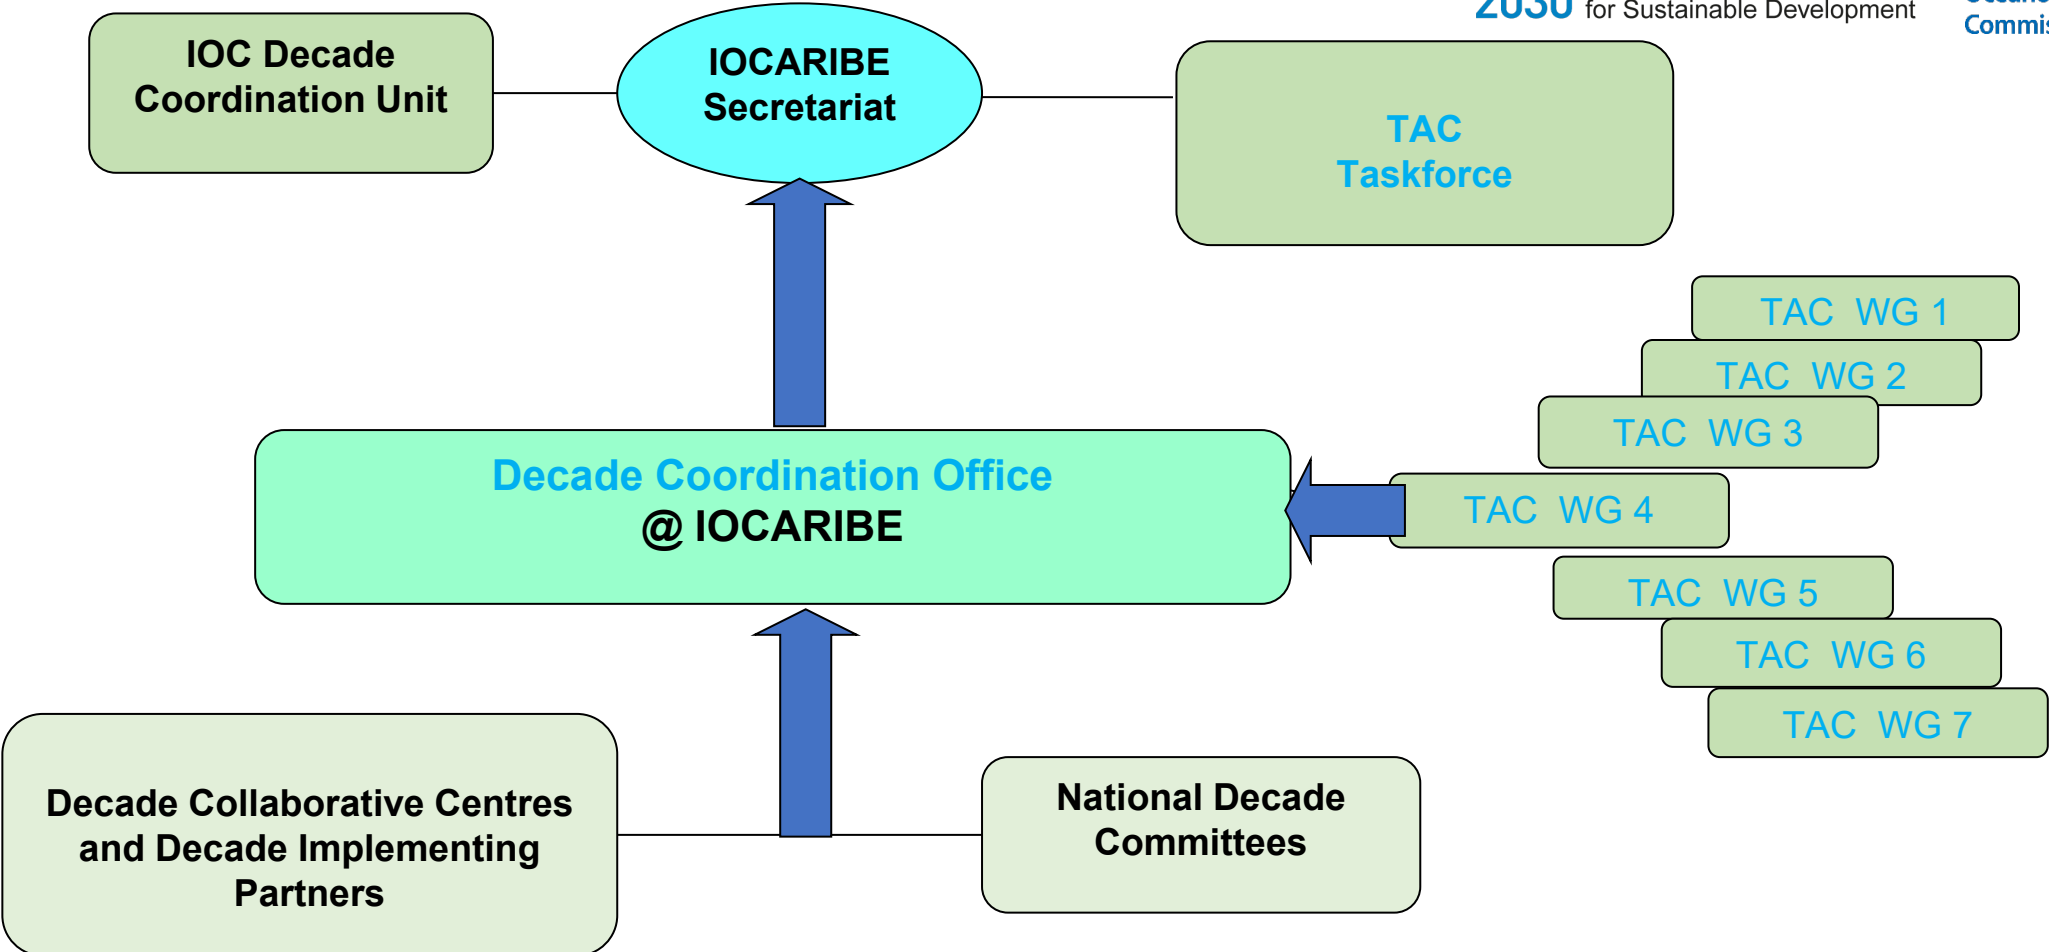 2030 for Sustainable Development
Commis
IOC Decade
Coordination Unit
IOCARIBE
Secretariat
TAC
Taskforce
TAC WG 1
TAC WG 2
TAC WG 3
Decade Coordination Office
@ IOCARIBE
TAC WG 4
TAC WG 5
TAC WG 6
TAC WG 7
Decade Collaborative Centres
and Decade Implementing
Partners
National Decade
Committees